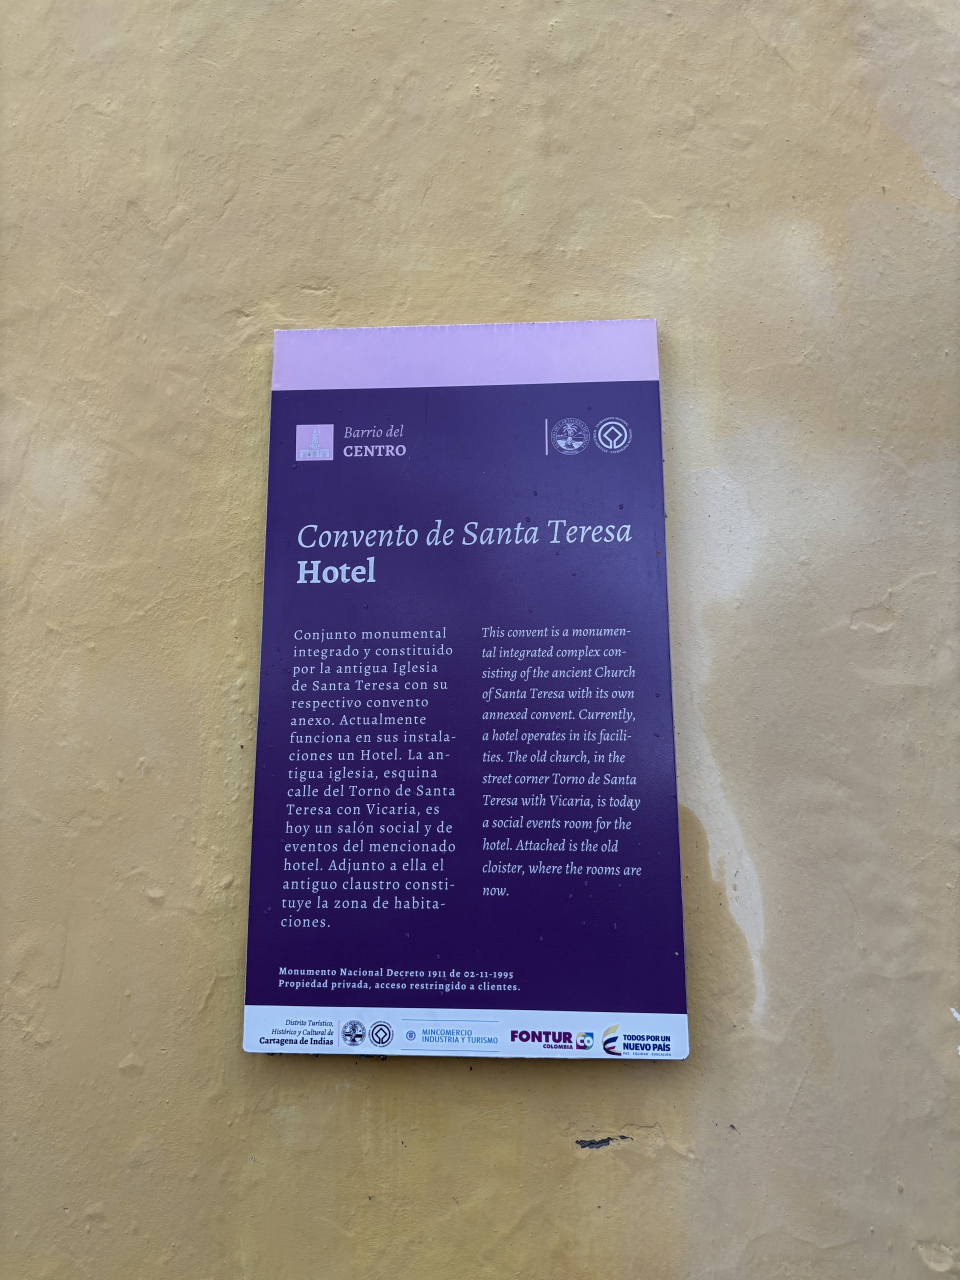 Barrio del
CENTRO
Convento de Santa Teresa
Hotel
Conjunto monumental
integrado y constituido
por la antigua Iglesia
de Santa Teresa con su
respectivo convento
anexo. Actualmente
funciona en sus instala-
ciones un Hotel. La an-
tigua iglesia, esquina
calle del Torno de Santa
Teresa con Vicaria, es
hoy un salón social y de
eventos del mencionado
hotel. Adjunto a ella el
antiguo claustro consti-
tuye la zona de habita-
ciones.
This convent is a monumen-
tal integrated complex con-
sisting of the ancient Church
of Santa Teresa with its own
annexed convent. Currently,
a hotel operates in its facili-
ties. The old church, in the
street corner Torno de Santa
Teresa with Vicaria, is today
a social events room for the
hotel. Attached is the old
cloister, where the rooms are
now.
Monumento Nacional Decreto 1911 de 02-11-1995
Propiedad privada, acceso restringido a clientes.
Distrito Turístico,
Histórico y Cultural de
Cartagena de Indias
MINCOMERCIO
INDUSTRIA Y TURISMO
FONTUR
COLOMBIA
CO
TODOS POR UN
NUEVO PAÍS
PAZ EQUIDAD EDUCACIÓN